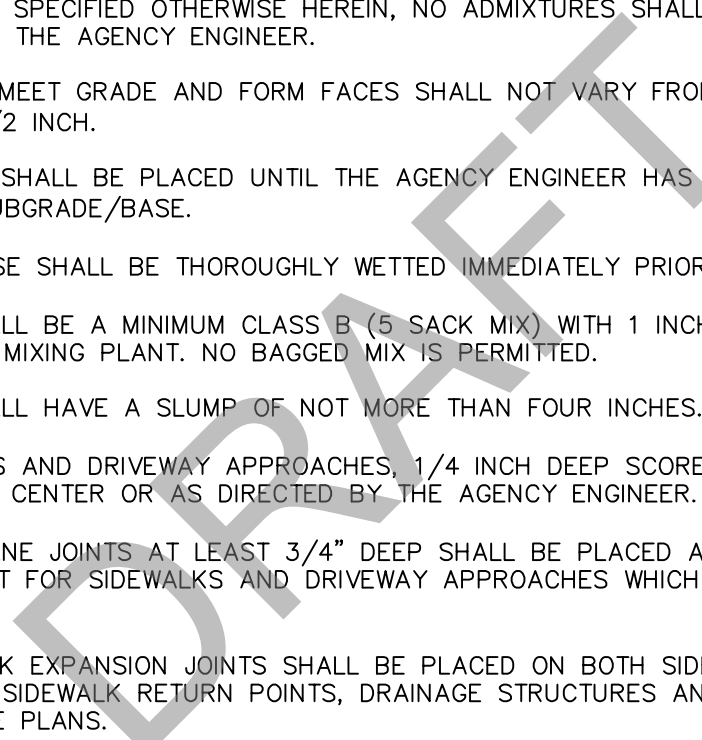 SPECIFIED OTHERWISE HEREIN, NO ADMIXTURES SHALL
THE AGENCY ENGINEER.
MEET GRADE AND FORM FACES SHALL NOT VARY FRO
/2 INCH.
SHALL BE PLACED UNTIL THE AGENCY ENGINEER HAS
UBGRADE/BASE.
SE SHALL BE THOROUGHLY WETTED IMMEDIATELY PRIOR
LL BE A MINIMUM CLASS B (5 SACK MIX) WITH 1 INCH
MIXING PLANT. NO BAGGED MIX IS PERMITTED.
LL HAVE A SLUMP OF NOT MORE THAN FOUR INCHES.
S AND DRIVEWAY APPROACHES, 1/4 INCH DEEP SCORE
CENTER OR AS DIRECTED BY THE AGENCY ENGINEER.
NE JOINTS AT LEAST 3/4" DEEP SHALL BE PLACED A
T FOR SIDEWALKS AND DRIVEWAY APPROACHES WHICH
K EXPANSION JOINTS SHALL BE PLACED ON BOTH SID
SIDEWALK RETURN POINTS, DRAINAGE STRUCTURES AN
E PLANS.
DRAFT